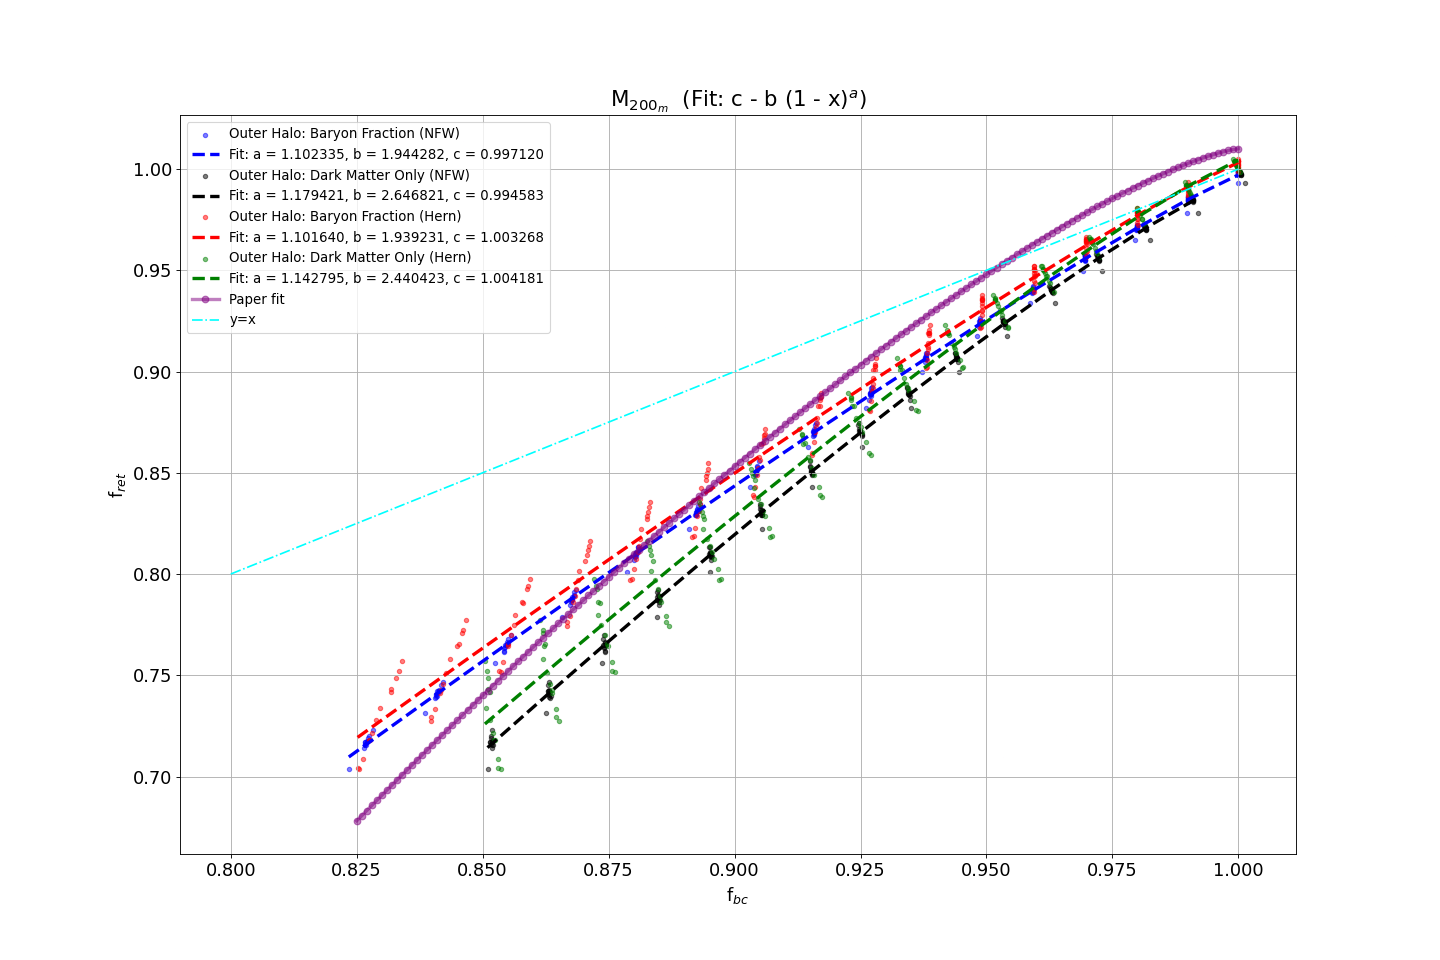 M200m (Fit: c - b (1 - x)^a)
Outer Halo: Baryon Fraction (NFW)
Fit: a = 1.102335, b = 1.944282, c = 0.997120
Outer Halo: Dark Matter Only (NFW)
Fit: a = 1.179421, b = 2.646821, c = 0.994583
Outer Halo: Baryon Fraction (Hern)
Fit: a = 1.101640, b = 1.939231, c = 1.003268
Outer Halo: Dark Matter Only (Hern)
Fit: a = 1.142795, b = 2.440423, c = 1.004181
Paper fit
y=x
1.00
0.95
0.90
0.85
0.80
0.75
0.70
fret
0.800 0.825 0.850 0.875 0.900 0.925 0.950 0.975 1.000
fbc